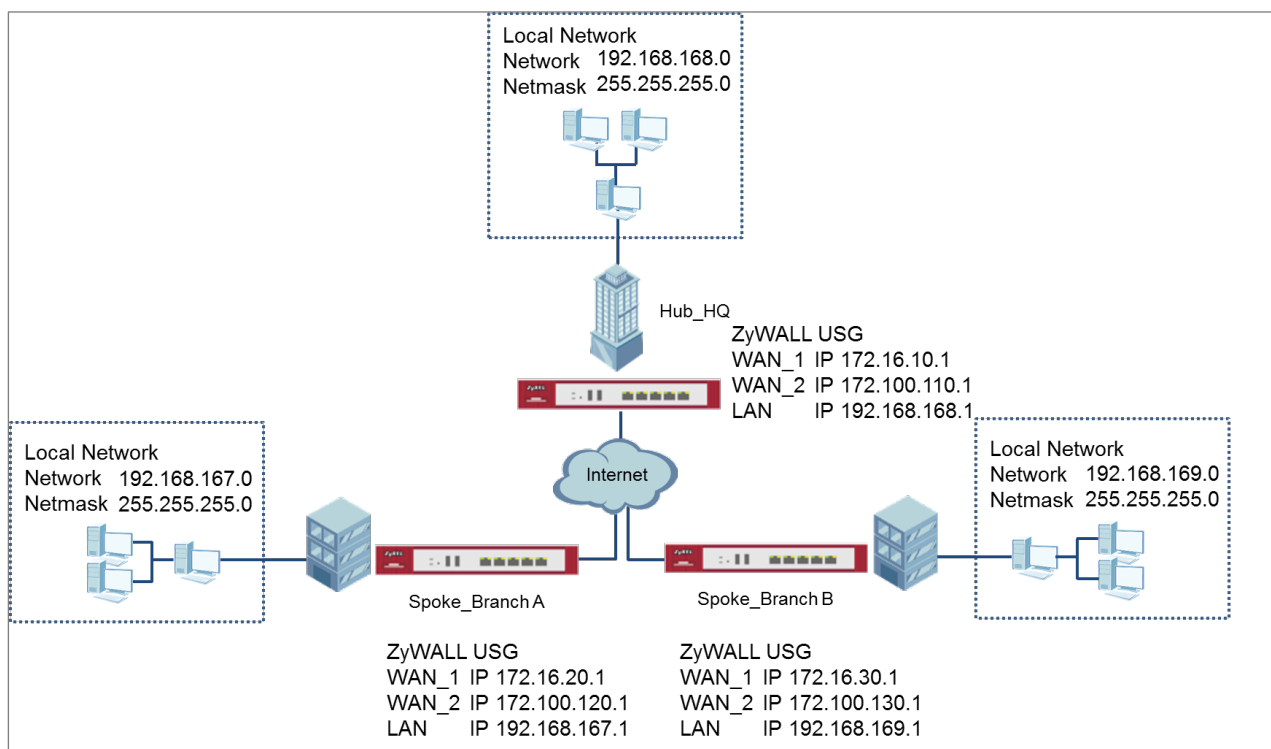 Local Network
Network 192.168.168.0
Netmask 255.255.255.0
Hub_HQ
ZyWALL USG
WAN_1 IP 172.16.10.1
WAN_2 IP 172.100.110.1
LAN IP 192.168.168.1
Internet
Local Network
Network 192.168.167.0
Netmask 255.255.255.0
Local Network
Network 192.168.169.0
Netmask 255.255.255.0
Spoke_Branch A
ZyWALL USG
WAN_1 IP 172.16.20.1
WAN_2 IP 172.100.120.1
LAN IP 192.168.167.1
Spoke_Branch B
ZyWALL USG
WAN_1 IP 172.16.30.1
WAN_2 IP 172.100.130.1
LAN IP 192.168.169.1